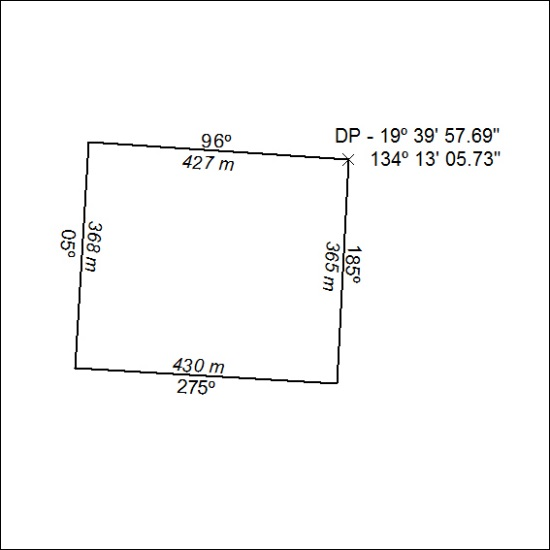 DP - 19º 39' 57.69"
134º 13' 05.73"
96º
427 m
05º
368 m
365 m
185º
430 m
275º